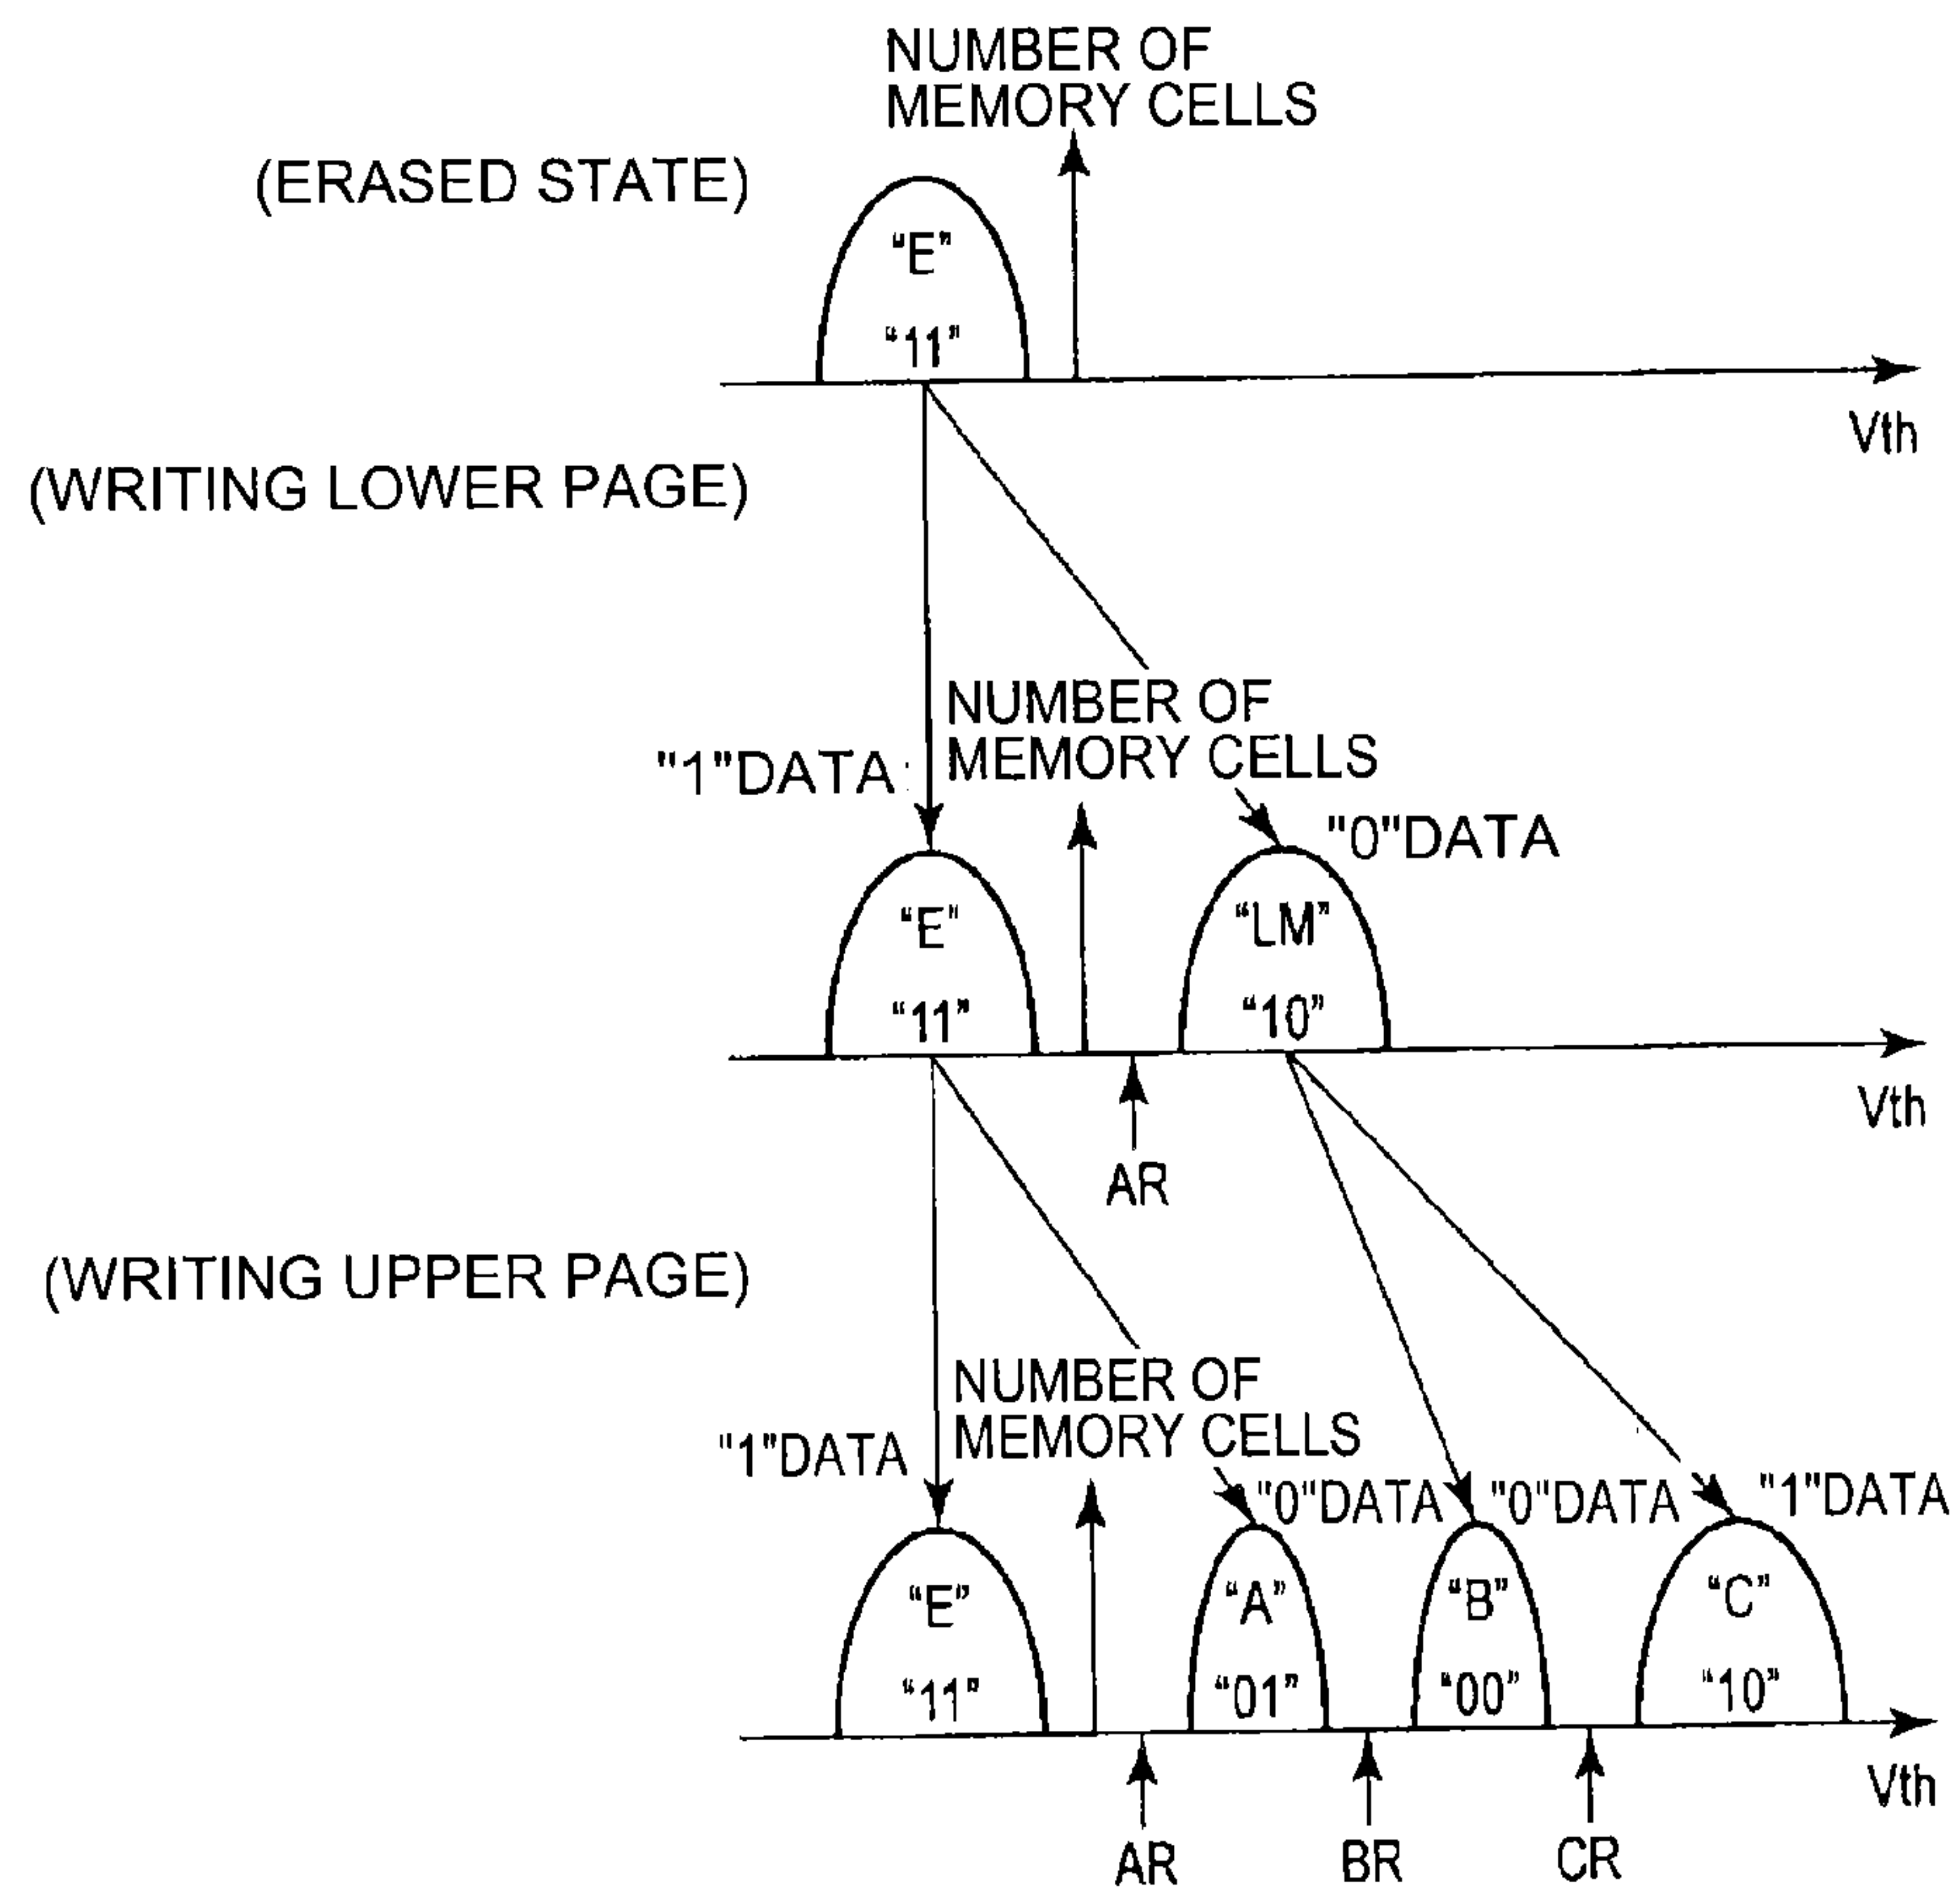 NUMBER OF
MEMORY CELLS
(ERASED STATE)
“E”
“11”
Vth
(WRITING LOWER PAGE)
NUMBER OF
MEMORY CELLS
"1"DATA
"0"DATA
“E”
“LM”
“11”
“10”
Vth
AR
(WRITING UPPER PAGE)
NUMBER OF
MEMORY CELLS
"1"DATA
"0"DATA
"0"DATA
"1"DATA
“E”
“A”
“B”
“C”
“11”
“01”
“00”
“10”
Vth
AR
BR
CR